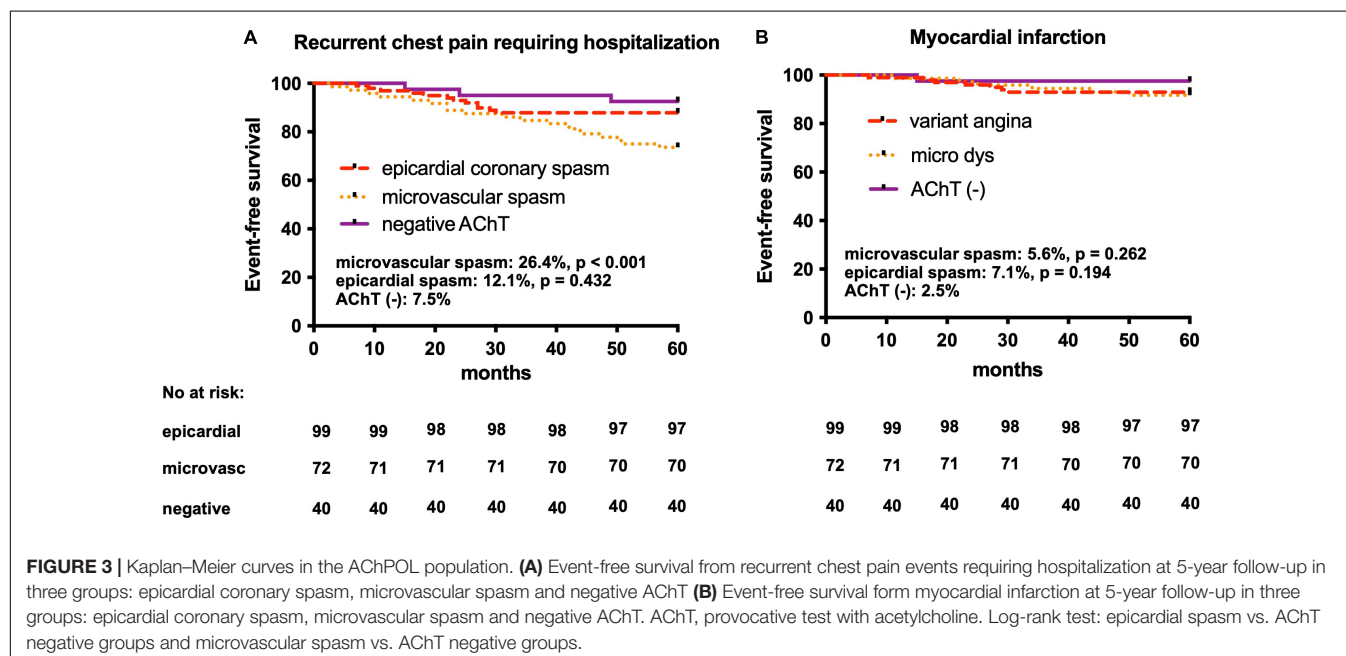 A Recurrent chest pain requiring hospitalization
100
80
60
40
20
0
Event-free survival
epicardial coronary spasm
microvascular spasm
negative AChT
microvascular spasm: 26.4%, p < 0.001
epicardial spasm: 12.1%, p = 0.432
AChT (-): 7.5%
0 10 20 30 40 50 60
months
B Myocardial infarction
100
80
60
40
20
0
Event-free survival
variant angina
micro dys
AChT (-)
microvascular spasm: 5.6%, p = 0.262
epicardial spasm: 7.1%, p = 0.194
AChT (-): 2.5%
0 10 20 30 40 50 60
months
No at risk:
epicardial 99 99 98 98 98 97 97 99 99 98 98 98 97 97
microvasc 72 71 71 71 70 70 70 72 71 71 71 70 70 70
negative 40 40 40 40 40 40 40 40 40 40 40 40 40 40
FIGURE 3 | Kaplan–Meier curves in the AChPOL population. (A) Event-free survival from recurrent chest pain events requiring hospitalization at 5-year follow-up in
three groups: epicardial coronary spasm, microvascular spasm and negative AChT (B) Event-free survival form myocardial infarction at 5-year follow-up in three
groups: epicardial coronary spasm, microvascular spasm and negative AChT. AChT, provocative test with acetylcholine. Log-rank test: epicardial spasm vs. AChT
negative groups and microvascular spasm vs. AChT negative groups.